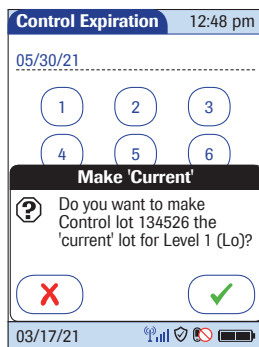 Control Expiration 12:48 pm
05/30/21
1 2 3
4 5 6
Make 'Current'
? Do you want to make
Control lot 134526 the
'current' lot for Level 1 (Lo)?
03/17/21